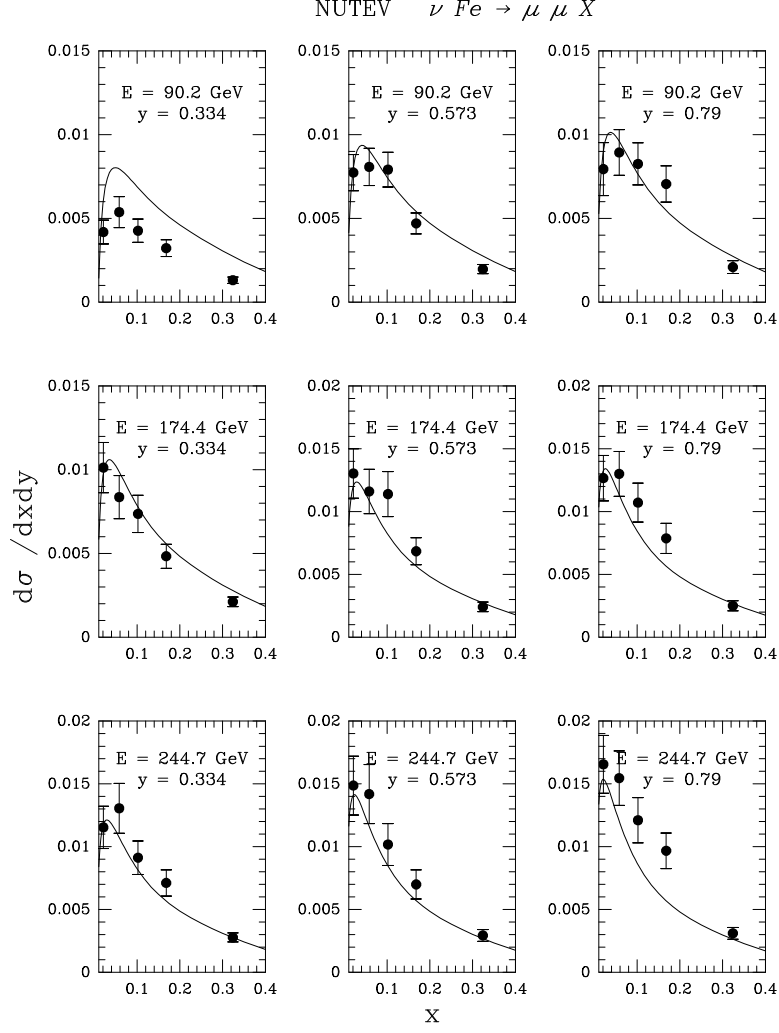 NUTEV ν Fe → μ μ X
0.015
0.01
0.005
0
E = 90.2 GeV
y = 0.334
0.1 0.2 0.3 0.4
0.015
0.01
0.005
0
E = 90.2 GeV
y = 0.573
0.1 0.2 0.3 0.4
0.015
0.01
0.005
0
E = 90.2 GeV
y = 0.79
0.1 0.2 0.3 0.4
dσ /dxdy
0.015
0.01
0.005
0
E = 174.4 GeV
y = 0.334
0.1 0.2 0.3 0.4
0.02
0.015
0.01
0.005
0
E = 174.4 GeV
y = 0.573
0.1 0.2 0.3 0.4
0.02
0.015
0.01
0.005
0
E = 174.4 GeV
y = 0.79
0.1 0.2 0.3 0.4
0.02
0.015
0.01
0.005
0
E = 244.7 GeV
y = 0.334
0.1 0.2 0.3 0.4
0.02
0.015
0.01
0.005
0
E = 244.7 GeV
y = 0.573
0.1 0.2 0.3 0.4
0.02
0.015
0.01
0.005
0
E = 244.7 GeV
y = 0.79
0.1 0.2 0.3 0.4
x